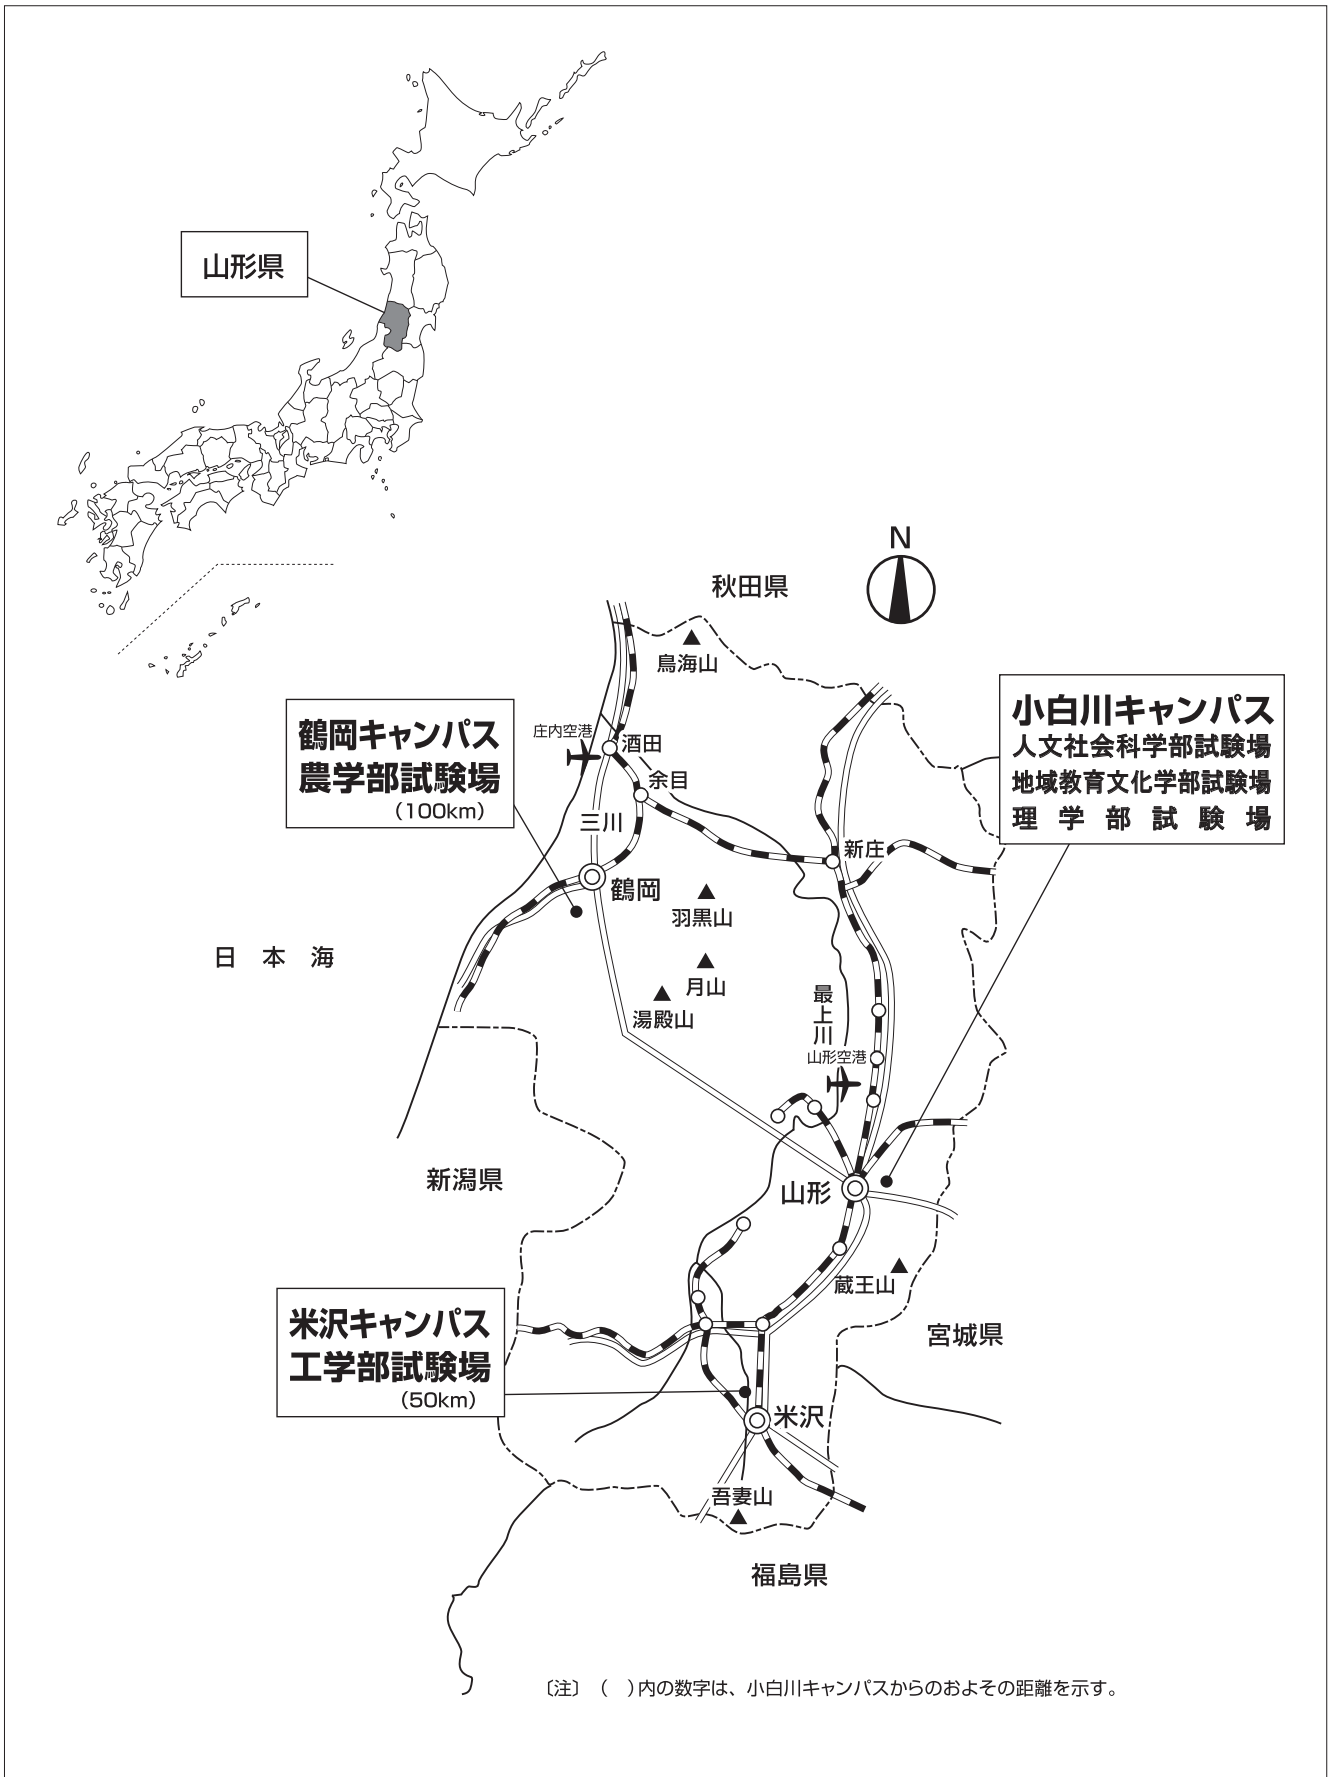 山形県
N
秋田県
鳥海山
小白川キャンパス
人文社会科学部試験場
地域教育文化学部試験場
理学部試験場
鶴岡キャンパス
農学部試験場
(100km)
庄内空港
酒田
余目
三川
新庄
鶴岡
羽黒山
日本海
月山
湯殿山
最上川
山形空港
新潟県
山形
蔵王山
米沢キャンパス
工学部試験場
(50km)
宮城県
米沢
吾妻山
福島県
〔注〕（　）内の数字は、小白川キャンパスからのおよその距離を示す。